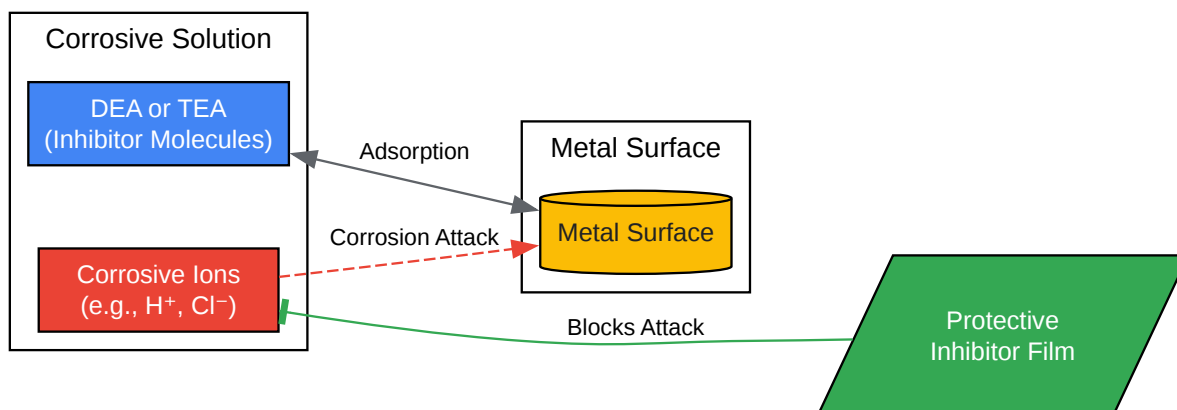 Corrosive Solution
DEA or TEA
(Inhibitor Molecules)
Adsorption
Metal Surface
Metal Surface
Corrosion Attack
Corrosive Ions
(e.g., H⁺, Cl⁻)
Blocks Attack
Protective
Inhibitor Film